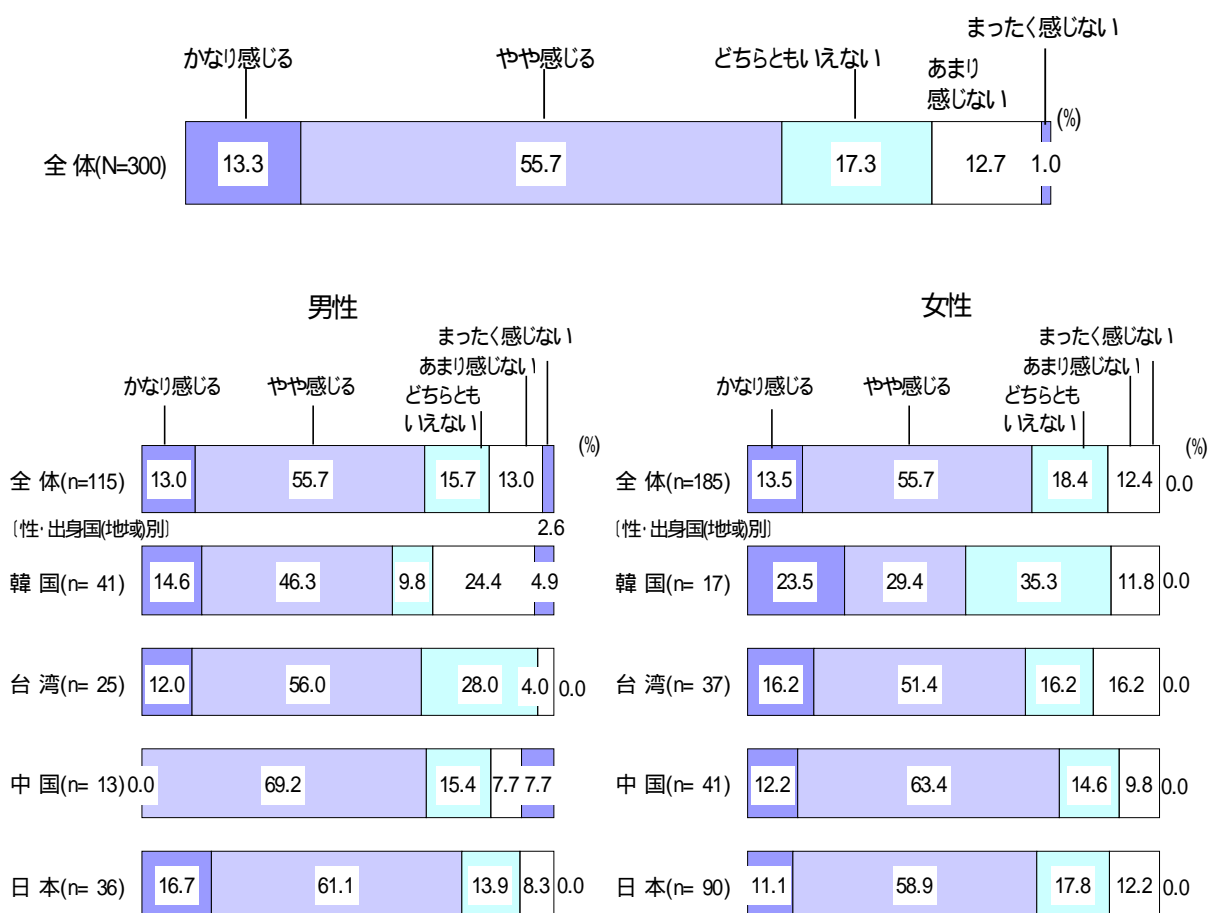 まったく感じない
かなり感じる やや感じる どちらともいえない あまり
感じない
(%)
全 体(N=300) 13.3 55.7 17.3 12.7 1.0
男性
まったく感じない
あまり感じない
かなり感じる やや感じる どちらとも
いえない
(%)
全 体(n=115) 13.0 55.7 15.7 13.0
2.6
〔性・出身国(地域)別〕
韓 国(n= 41) 14.6 46.3 9.8 24.4 4.9
台 湾(n= 25) 12.0 56.0 28.0 4.0 0.0
中 国(n= 13) 0.0 69.2 15.4 7.7 7.7
日 本(n= 36) 16.7 61.1 13.9 8.3 0.0
女性
まったく感じない
あまり感じない
かなり感じる やや感じる どちらとも
いえない
(%)
全 体(n=185) 13.5 55.7 18.4 12.4 0.0
〔性・出身国(地域)別〕
韓 国(n= 17) 23.5 29.4 35.3 11.8 0.0
台 湾(n= 37) 16.2 51.4 16.2 16.2 0.0
中 国(n= 41) 12.2 63.4 14.6 9.8 0.0
日 本(n= 90) 11.1 58.9 17.8 12.2 0.0